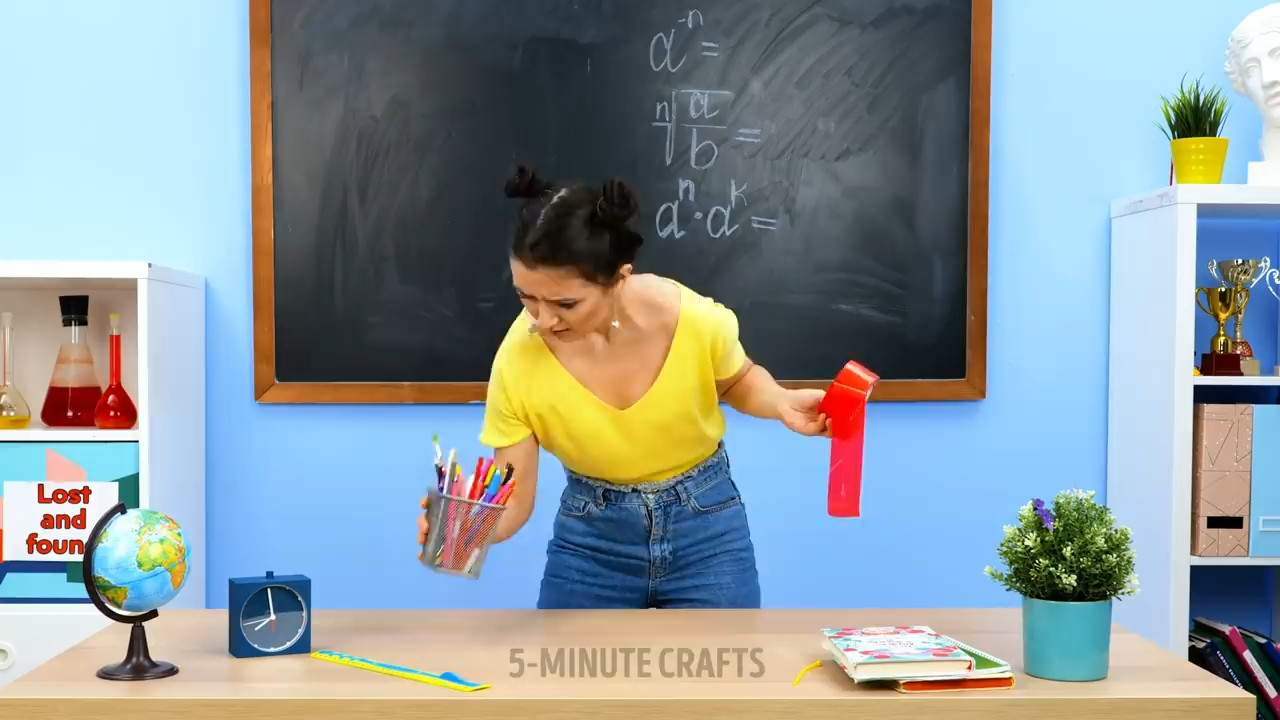 a⁻ⁿ =
ⁿ√a/b =
aⁿ · aᴷ =
Lost
and
foun
5-MINUTE CRAFTS